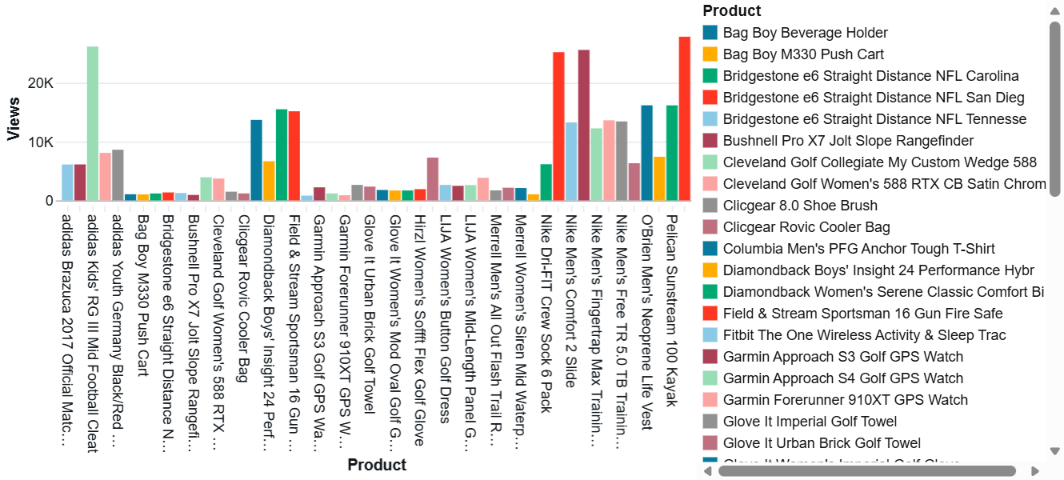 Views
20K
10K
0
adidas Brazuca 2017 Official Matc...
adidas Kids' RG III Mid Football Cleat
adidas Youth Germany Black/Red ...
Bag Boy M330 Push Cart
Bridgestone e6 Straight Distance N...
Bushnell Pro X7 Jolt Slope Rangefi...
Cleveland Golf Women's 588 RTX ...
Clicgear Rovic Cooler Bag
Diamondback Boys' Insight 24 Perf...
Field & Stream Sportsman 16 Gun ...
Garmin Approach S3 Golf GPS Wa...
Garmin Forerunner 910XT GPS W...
Glove It Urban Brick Golf Towel
Glove It Women's Mod Oval Golf G...
Hirzl Women's Soffft Flex Golf Glove
LIJA Women's Button Golf Dress
LIJA Women's Mid-Length Panel G...
Merrell Men's All Out Flash Trail R...
Merrell Women's Siren Mid Waterp...
Nike Dri-FIT Crew Sock 6 Pack
Nike Men's Comfort 2 Slide
Nike Men's Fingertrap Max Trainin...
Nike Men's Free TR 5.0 TB Trainin...
O'Brien Men's Neoprene Life Vest
Pelican Sunstream 100 Kayak
Product
Product
Bag Boy Beverage Holder
Bag Boy M330 Push Cart
Bridgestone e6 Straight Distance NFL Carolina
Bridgestone e6 Straight Distance NFL San Dieg
Bridgestone e6 Straight Distance NFL Tennesse
Bushnell Pro X7 Jolt Slope Rangefinder
Cleveland Golf Collegiate My Custom Wedge 588
Cleveland Golf Women's 588 RTX CB Satin Chrom
Clicgear 8.0 Shoe Brush
Clicgear Rovic Cooler Bag
Columbia Men's PFG Anchor Tough T-Shirt
Diamondback Boys' Insight 24 Performance Hybr
Diamondback Women's Serene Classic Comfort Bi
Field & Stream Sportsman 16 Gun Fire Safe
Fitbit The One Wireless Activity & Sleep Trac
Garmin Approach S3 Golf GPS Watch
Garmin Approach S4 Golf GPS Watch
Garmin Forerunner 910XT GPS Watch
Glove It Imperial Golf Towel
Glove It Urban Brick Golf Towel